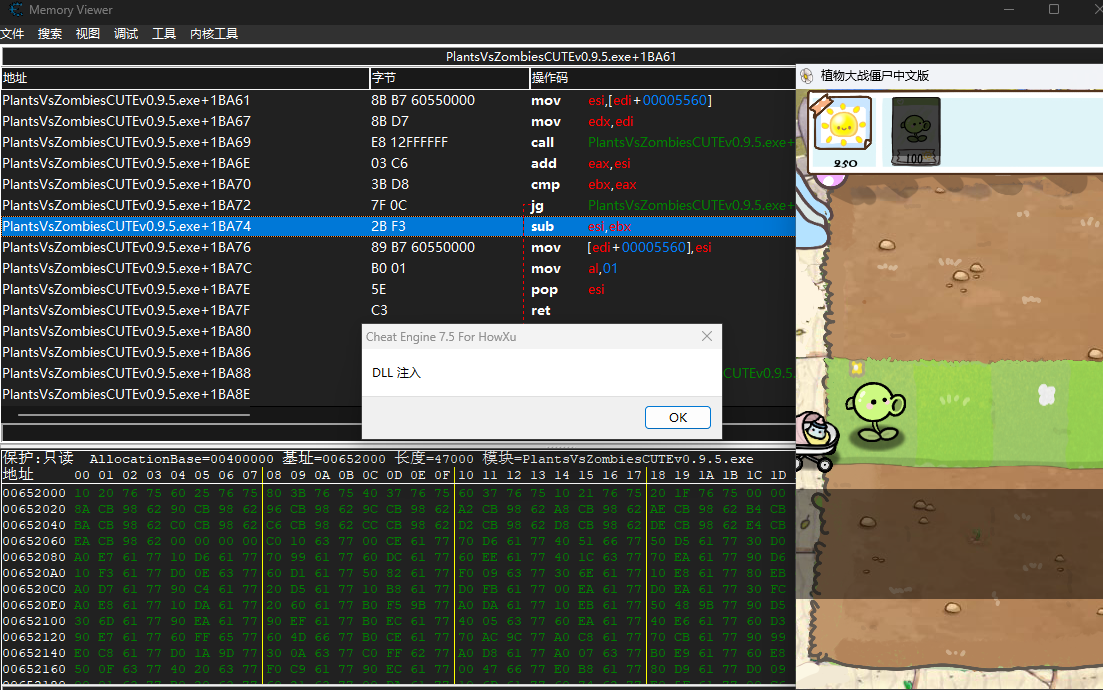 Memory Viewer
文件 搜索 视图 调试 工具 内核工具
PlantsVsZombiesCUTEv0.9.5.exe+1BA61
地址 字节 操作码
PlantsVsZombiesCUTEv0.9.5.exe+1BA61 8B B7 60550000 mov esi,[edi+00005560]
PlantsVsZombiesCUTEv0.9.5.exe+1BA67 8B D7 mov edx,edi
PlantsVsZombiesCUTEv0.9.5.exe+1BA69 E8 12FFFFFF call PlantsVsZombiesCUTEv0.9.5.exe+
PlantsVsZombiesCUTEv0.9.5.exe+1BA6E 03 C6 add eax,esi
PlantsVsZombiesCUTEv0.9.5.exe+1BA70 3B D8 cmp ebx,eax
PlantsVsZombiesCUTEv0.9.5.exe+1BA72 7F 0C jg PlantsVsZombiesCUTEv0.9.5.exe+
PlantsVsZombiesCUTEv0.9.5.exe+1BA74 2B F3 sub esi,ebx
PlantsVsZombiesCUTEv0.9.5.exe+1BA76 89 B7 60550000 mov [edi+00005560],esi
PlantsVsZombiesCUTEv0.9.5.exe+1BA7C B0 01 mov al,01
PlantsVsZombiesCUTEv0.9.5.exe+1BA7E 5E pop esi
PlantsVsZombiesCUTEv0.9.5.exe+1BA7F C3 ret
PlantsVsZombiesCUTEv0.9.5.exe+1BA80
PlantsVsZombiesCUTEv0.9.5.exe+1BA86
PlantsVsZombiesCUTEv0.9.5.exe+1BA88 CUTEv0.9.5.
PlantsVsZombiesCUTEv0.9.5.exe+1BA8E
Cheat Engine 7.5 For HowXu
DLL 注入
OK
植物大战僵尸中文版
250
100
保护:只读 AllocationBase=00400000 基址=00652000 长度=47000 模块=PlantsVsZombiesCUTEv0.9.5.exe
地址 00 01 02 03 04 05 06 07 08 09 0A 0B 0C 0D 0E 0F 10 11 12 13 14 15 16 17 18 19 1A 1B 1C 1D
00652000 10 20 76 75 60 25 76 75 80 3B 76 75 40 37 76 75 60 37 76 75 10 21 76 75 20 1F 76 75 00 00
00652020 8A CB 98 62 90 CB 98 62 96 CB 98 62 9C CB 98 62 A2 CB 98 62 A8 CB 98 62 AE CB 98 62 B4 CB
00652040 BA CB 98 62 C0 CB 98 62 C6 CB 98 62 CC CB 98 62 D2 CB 98 62 D8 CB 98 62 DE CB 98 62 E4 CB
00652060 EA CB 98 62 00 00 00 00 C0 10 63 77 00 CE 61 77 70 D6 61 77 40 51 66 77 50 D5 61 77 30 D0
00652080 A0 E7 61 77 10 D6 61 77 70 99 61 77 60 DC 61 77 60 EE 61 77 40 1C 63 77 70 EA 61 77 90 D6
006520A0 10 F3 61 77 D0 0E 63 77 60 D1 61 77 50 82 61 77 F0 09 63 77 30 6E 61 77 10 E8 61 77 80 EB
006520C0 A0 D7 61 77 90 C4 61 77 20 D5 61 77 10 B8 61 77 D0 FB 61 77 00 EA 61 77 D0 EA 61 77 30 FC
006520E0 A0 E8 61 77 10 DA 61 77 20 60 61 77 B0 F5 9B 77 A0 DA 61 77 10 EB 61 77 50 48 9B 77 90 D5
00652100 30 6D 61 77 90 EA 61 77 90 EF 61 77 B0 EC 61 77 40 05 63 77 60 EA 61 77 40 E6 61 77 60 D3
00652120 90 E7 61 77 60 FF 65 77 60 4D 66 77 B0 CE 61 77 70 AC 9C 77 A0 C8 61 77 70 CB 61 77 90 99
00652140 E0 C8 61 77 D0 1A 9D 77 30 0A 63 77 C0 FF 62 77 A0 D8 61 77 A0 07 63 77 B0 E9 61 77 60 E8
00652160 50 0F 63 77 40 20 63 77 F0 C9 61 77 90 EC 61 77 00 47 66 77 E0 B8 61 77 80 D9 61 77 D0 09